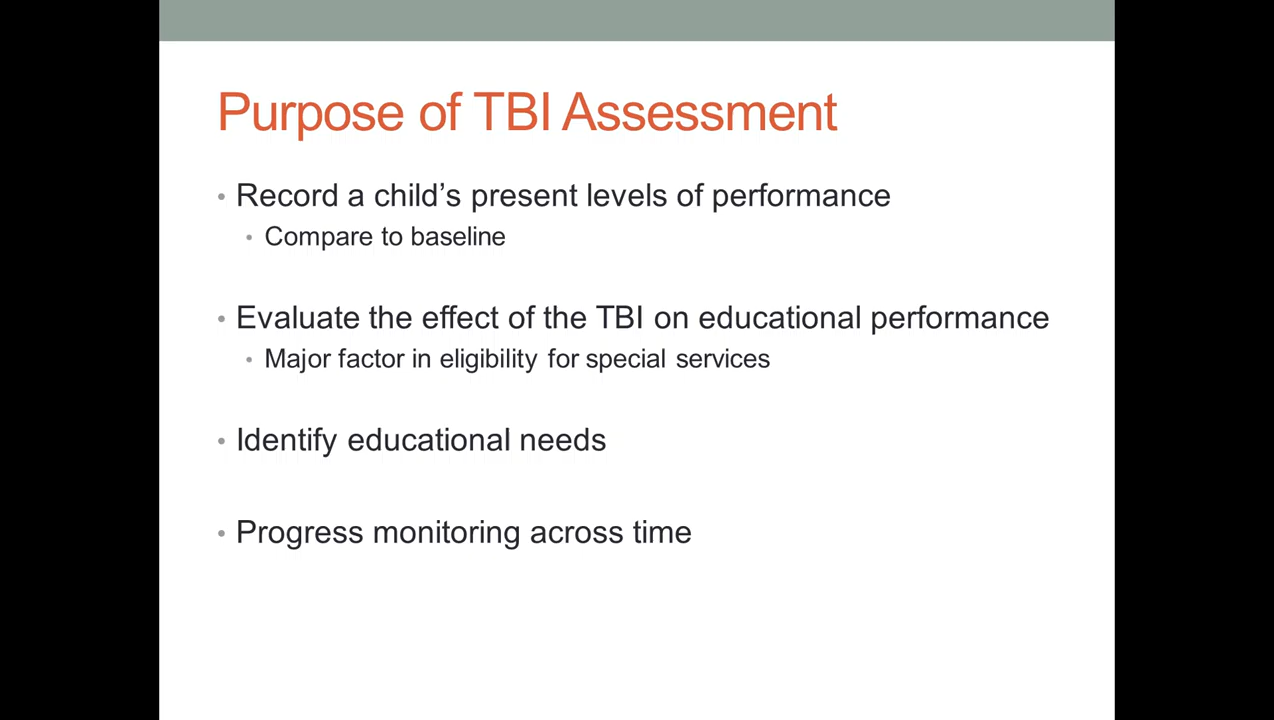 Purpose of TBI Assessment
• Record a child’s present levels of performance
• Compare to baseline
• Evaluate the effect of the TBI on educational performance
• Major factor in eligibility for special services
• Identify educational needs
• Progress monitoring across time